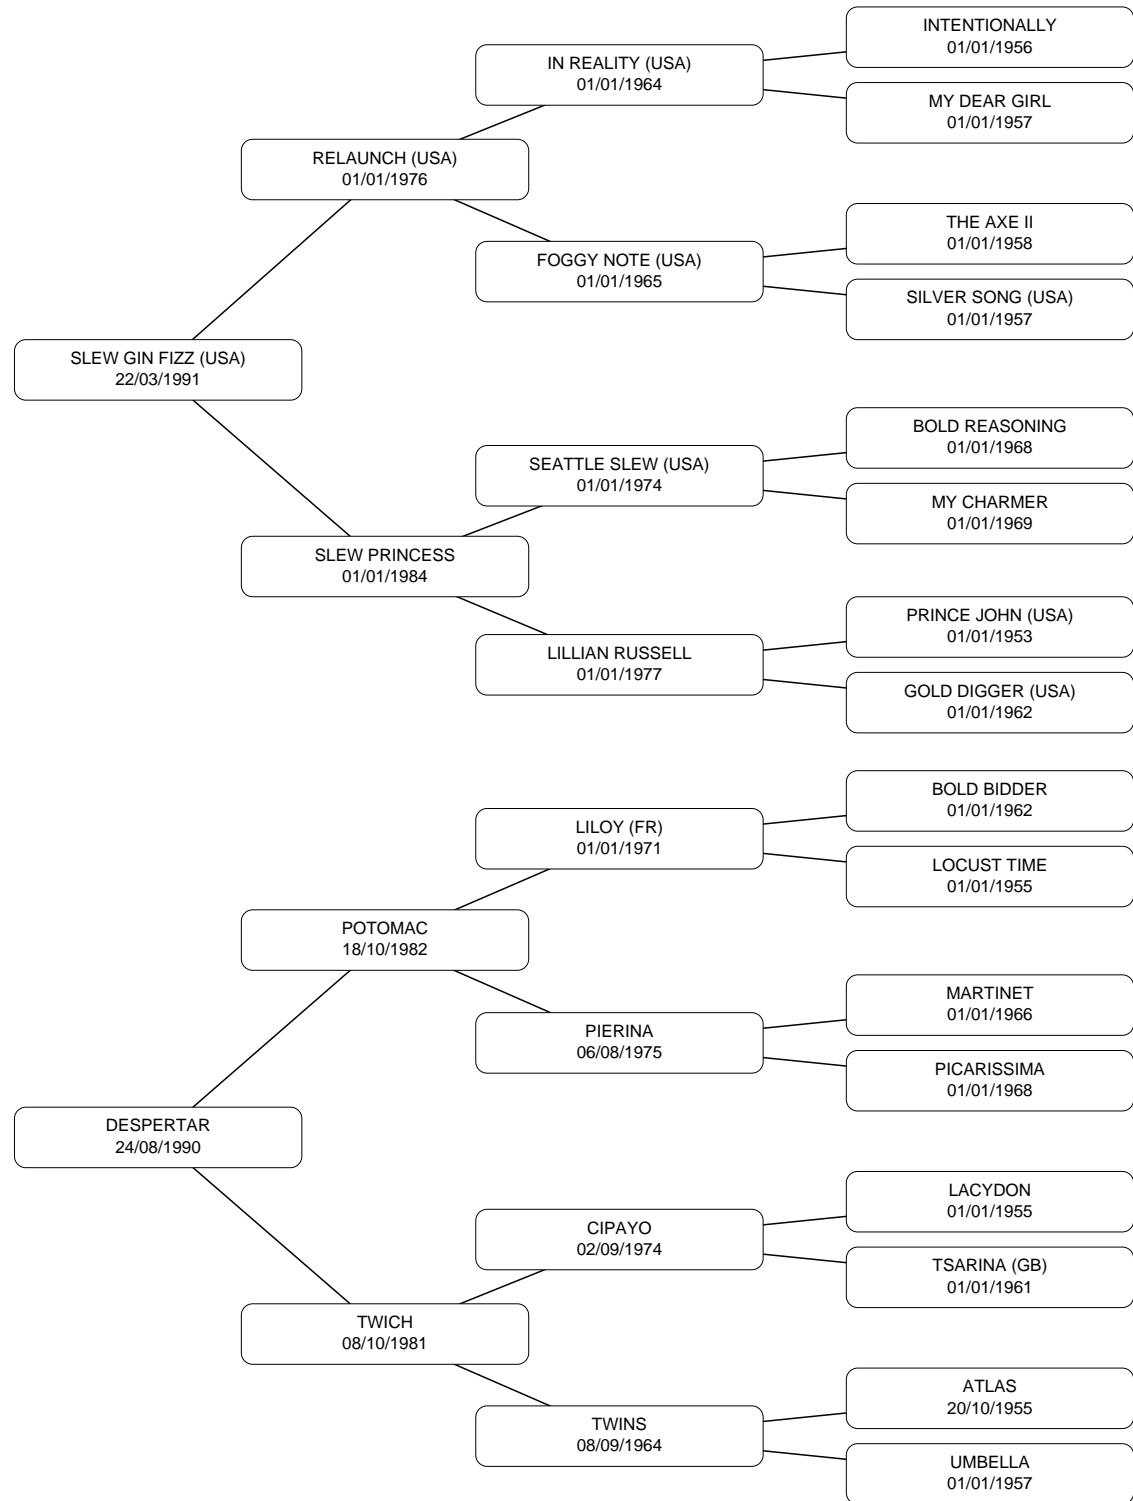 INTENTIONALLY
01/01/1956
IN REALITY (USA)
01/01/1964
MY DEAR GIRL
01/01/1957
RELAUNCH (USA)
01/01/1976
THE AXE II
01/01/1958
FOGGY NOTE (USA)
01/01/1965
SILVER SONG (USA)
01/01/1957
SLEW GIN FIZZ (USA)
22/03/1991
BOLD REASONING
01/01/1968
SEATTLE SLEW (USA)
01/01/1974
MY CHARMER
01/01/1969
SLEW PRINCESS
01/01/1984
PRINCE JOHN (USA)
01/01/1953
LILLIAN RUSSELL
01/01/1977
GOLD DIGGER (USA)
01/01/1962
BOLD BIDDER
01/01/1962
LILOY (FR)
01/01/1971
LOCUST TIME
01/01/1955
POTOMAC
18/10/1982
MARTINET
01/01/1966
PIERINA
06/08/1975
PICARISSIMA
01/01/1968
DESPERTAR
24/08/1990
LACYDON
01/01/1955
CIPAYO
02/09/1974
TSARINA (GB)
01/01/1961
TWICH
08/10/1981
ATLAS
20/10/1955
TWINS
08/09/1964
UMBELLA
01/01/1957